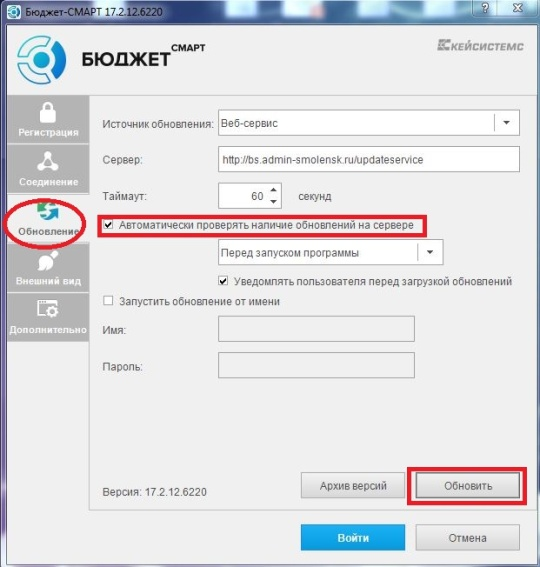 Бюджет-СМАРТ 17.2.12.6220
БЮДЖЕТ СМАРТ
КЕЙСИСТЕМС
Регистрация
Соединение
Обновление
Внешний вид
Дополнительно
Источник обновления: Веб-сервис
Сервер: http://bs.admin-smolensk.ru/updateservice
Таймаут: 60 секунд
Автоматически проверять наличие обновлений на сервере
Перед запуском программы
Уведомлять пользователя перед загрузкой обновлений
Запустить обновление от имени
Имя:
Пароль:
Версия: 17.2.12.6220
Архив версий
Обновить
Войти
Отмена